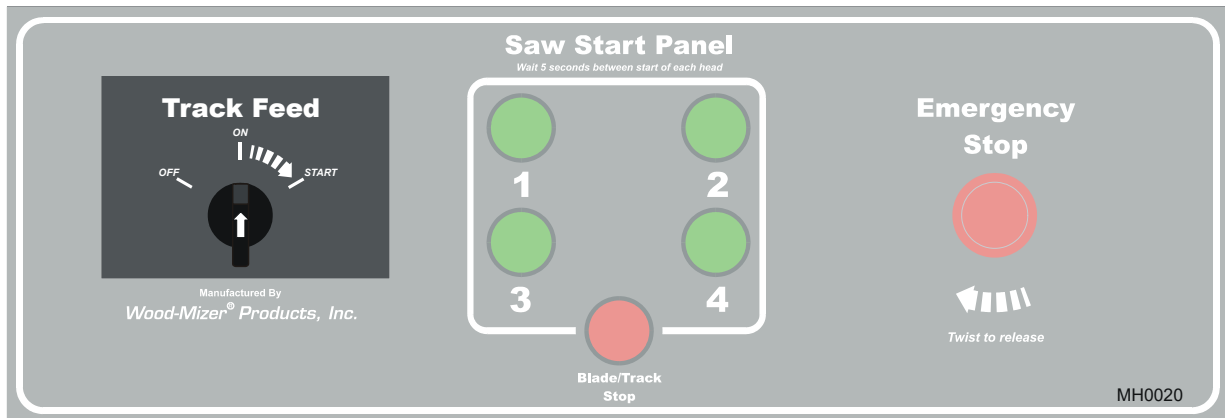 Track Feed
ON
OFF
START
Manufactured By
Wood-Mizer® Products, Inc.
Saw Start Panel
Wait 5 seconds between start of each head
1
2
3
4
Blade/Track
Stop
Emergency
Stop
Twist to release
MH0020